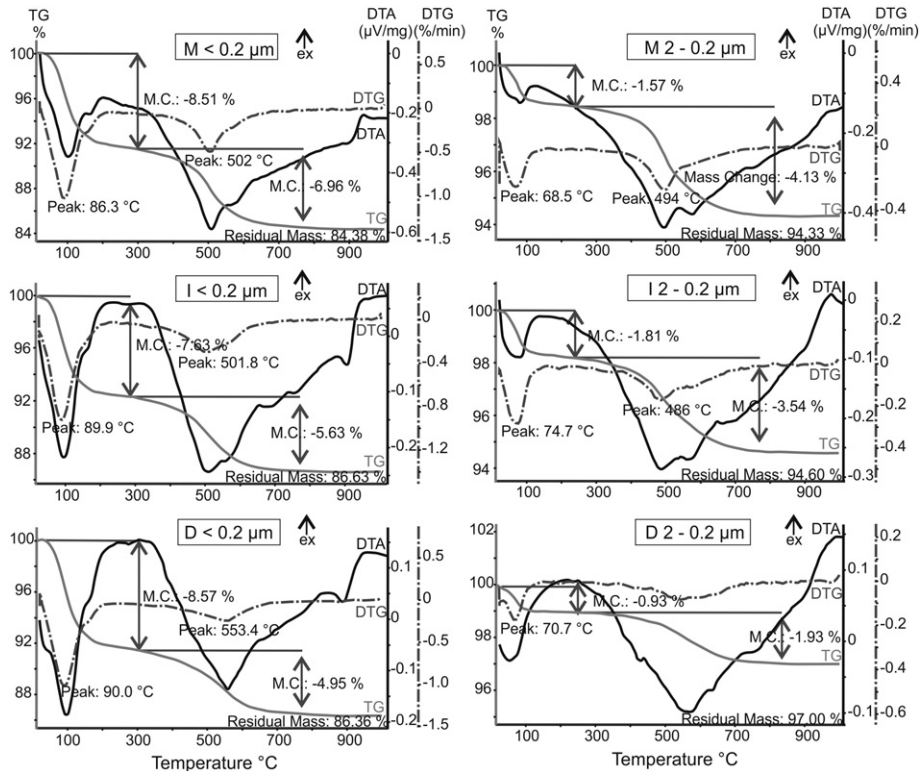 TG
%
DTA
(µV/mg)
DTG
(%/min)
M < 0.2 µm
ex
100
96
92
88
84
M.C.: -8.51 %
Peak: 86.3 °C
Peak: 502 °C
M.C.: -6.96 %
DTG
DTA
TG
Residual Mass: 84.38 %
0
-0.2
-0.3
-0.4
-0.6
0.5
0
-0.5
-1.0
-1.5
100 300 500 700 900
DTA
(µV/mg)
DTG
(%/min)
M 2 - 0.2 µm
ex
100
98
96
94
M.C.: -1.57 %
Peak: 68.5 °C
Peak: 494 °C
Mass Change: -4.13 %
DTA
DTG
TG
Residual Mass: 94.33 %
0
-0.1
-0.2
-0.4
0.4
0.2
0
-0.2
-0.4
100 300 500 700 900
I < 0.2 µm
ex
100
96
92
88
M.C.: -7.63 %
Peak: 89.9 °C
Peak: 501.8 °C
M.C.: -5.63 %
DTA
DTG
TG
Residual Mass: 86.63 %
0
-0.1
-0.2
0.4
0
-0.4
-0.8
-1.2
100 300 500 700 900
I 2 - 0.2 µm
ex
100
98
96
94
M.C.: -1.81 %
Peak: 74.7 °C
Peak: 486 °C
M.C.: -3.54 %
DTA
DTG
TG
Residual Mass: 94.60 %
0
-0.1
-0.2
-0.3
0.2
0
-0.2
-0.4
100 300 500 700 900
D < 0.2 µm
ex
100
96
92
88
M.C.: -8.57 %
Peak: 90.0 °C
Peak: 553.4 °C
M.C.: -4.95 %
DTA
DTG
TG
Residual Mass: 86.36 %
0.1
0
-0.1
-0.2
0.5
0
-0.5
-1.0
-1.5
100 300 500 700 900
Temperature °C
D 2 - 0.2 µm
ex
102
100
98
96
M.C.: -0.93 %
Peak: 70.7 °C
M.C.: -1.93 %
DTA
DTG
TG
Residual Mass: 97.00 %
0.2
0.1
0
-0.1
0.2
0
-0.2
-0.4
-0.6
100 300 500 700 900
Temperature °C